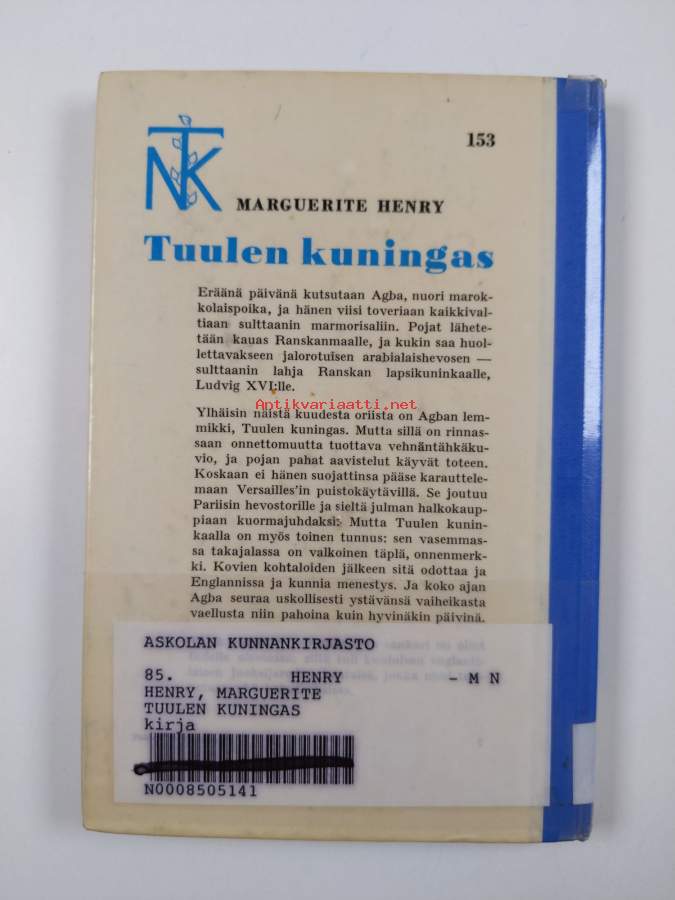 NTK
153
MARGUERITE HENRY
Tuulen kuningas
Eräänä päivänä kutsutaan Agba, nuori marok-
kolaispoika, ja hänen viisi toveriaan kaikkival-
tiaan sulttaanin marmorisaliin. Pojat lähete-
tään kauas Ranskanmaalle, ja kukin saa huol-
lettavakseen jalorotuisen arabialaishevosen —
sulttaanin lahja Ranskan lapsikuninkaalle,
Ludvig XVI:lle.
Antikvariaatti.net
Ylhäisin näistä kuudesta oriista on Agban lem-
mikki, Tuulen kuningas. Mutta sillä on rinnas-
saan onnettomuutta tuottava vehnäntähkäku-
vio, ja pojan pahat aavistelut käyvät toteen.
Koskaan ei hänen suojattinsa pääse karauttele-
maan Versailles'in puistokäytävillä. Se joutuu
Pariisin hevostorille ja sieltä julman halkokaup-
piaan kuormajuhdaksi: Mutta Tuulen kunin-
kaalla on myös toinen tunnus: sen vasemmas-
sa takajalassa on valkoinen täplä, onnenmerk-
ki. Kovien kohtaloiden jälkeen sitä odottaa ja
Englannissa ja kunnia menestys. Ja koko ajan
Agba seuraa uskollisesti ystävänsä vaiheikasta
vaellusta niin pahoina kuin hyvinäkin päivinä.
ASKOLAN KUNNANKIRJASTO
85. HENRY - M N
HENRY, MARGUERITE
TUULEN KUNINGAS
kirja
N0008505141